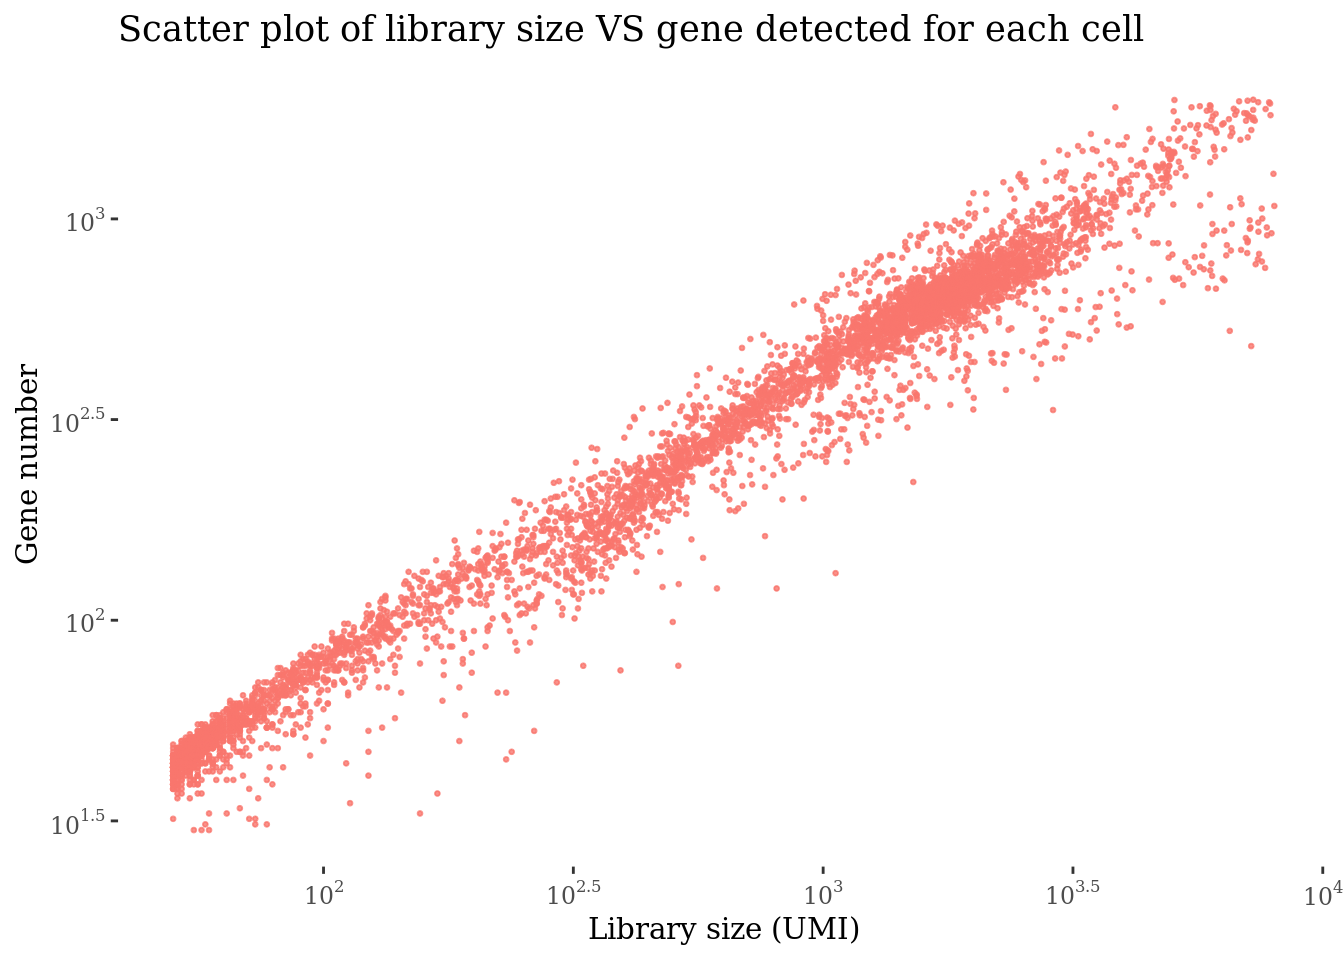 Scatter plot of library size VS gene detected for each cell
Gene number
10^3
10^2.5
10^2
10^1.5
10^2 10^2.5 10^3 10^3.5 10^4
Library size (UMI)